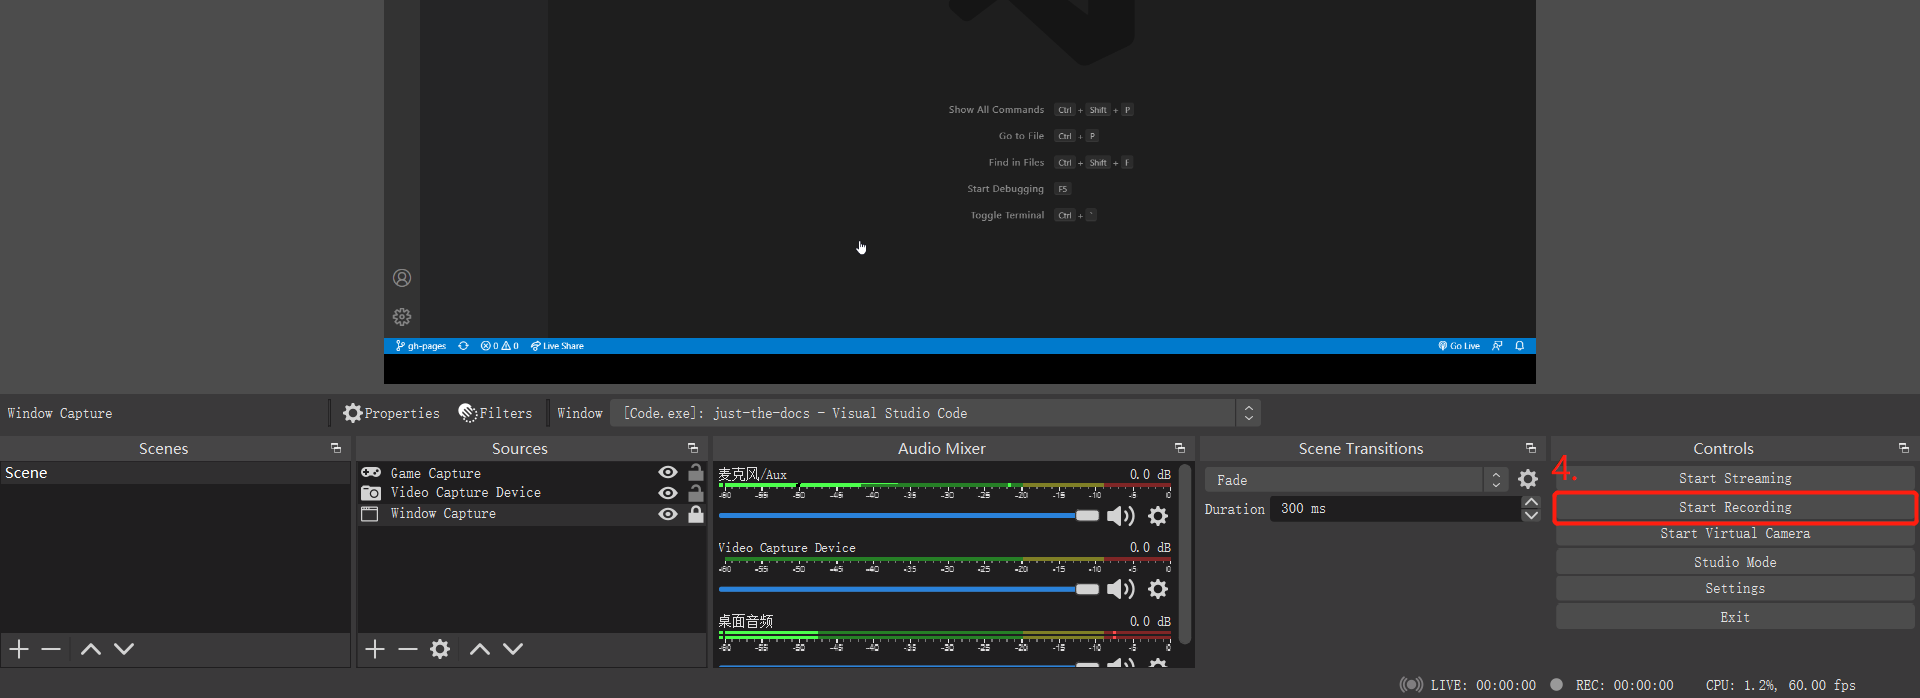 Show All Commands Ctrl + Shift + P
Go to File Ctrl + P
Find in Files Ctrl + Shift + F
Start Debugging F5
Toggle Terminal Ctrl + `
gh-pages 0 0 Live Share Go Live
Window Capture Properties Filters Window [Code.exe]: just-the-docs - Visual Studio Code
Scenes
Scene
Sources
Game Capture
Video Capture Device
Window Capture
Audio Mixer
麦克风/Aux 0.0 dB
-60 -55 -50 -45 -40 -35 -30 -25 -20 -15 -10 -5 0
Video Capture Device 0.0 dB
-60 -55 -50 -45 -40 -35 -30 -25 -20 -15 -10 -5 0
桌面音频 0.0 dB
-60 -55 -50 -45 -40 -35 -30 -25 -20 -15 -10 -5 0
Scene Transitions
Fade
Duration 300 ms
Controls
4.
Start Streaming
Start Recording
Start Virtual Camera
Studio Mode
Settings
Exit
LIVE: 00:00:00 REC: 00:00:00 CPU: 1.2%, 60.00 fps